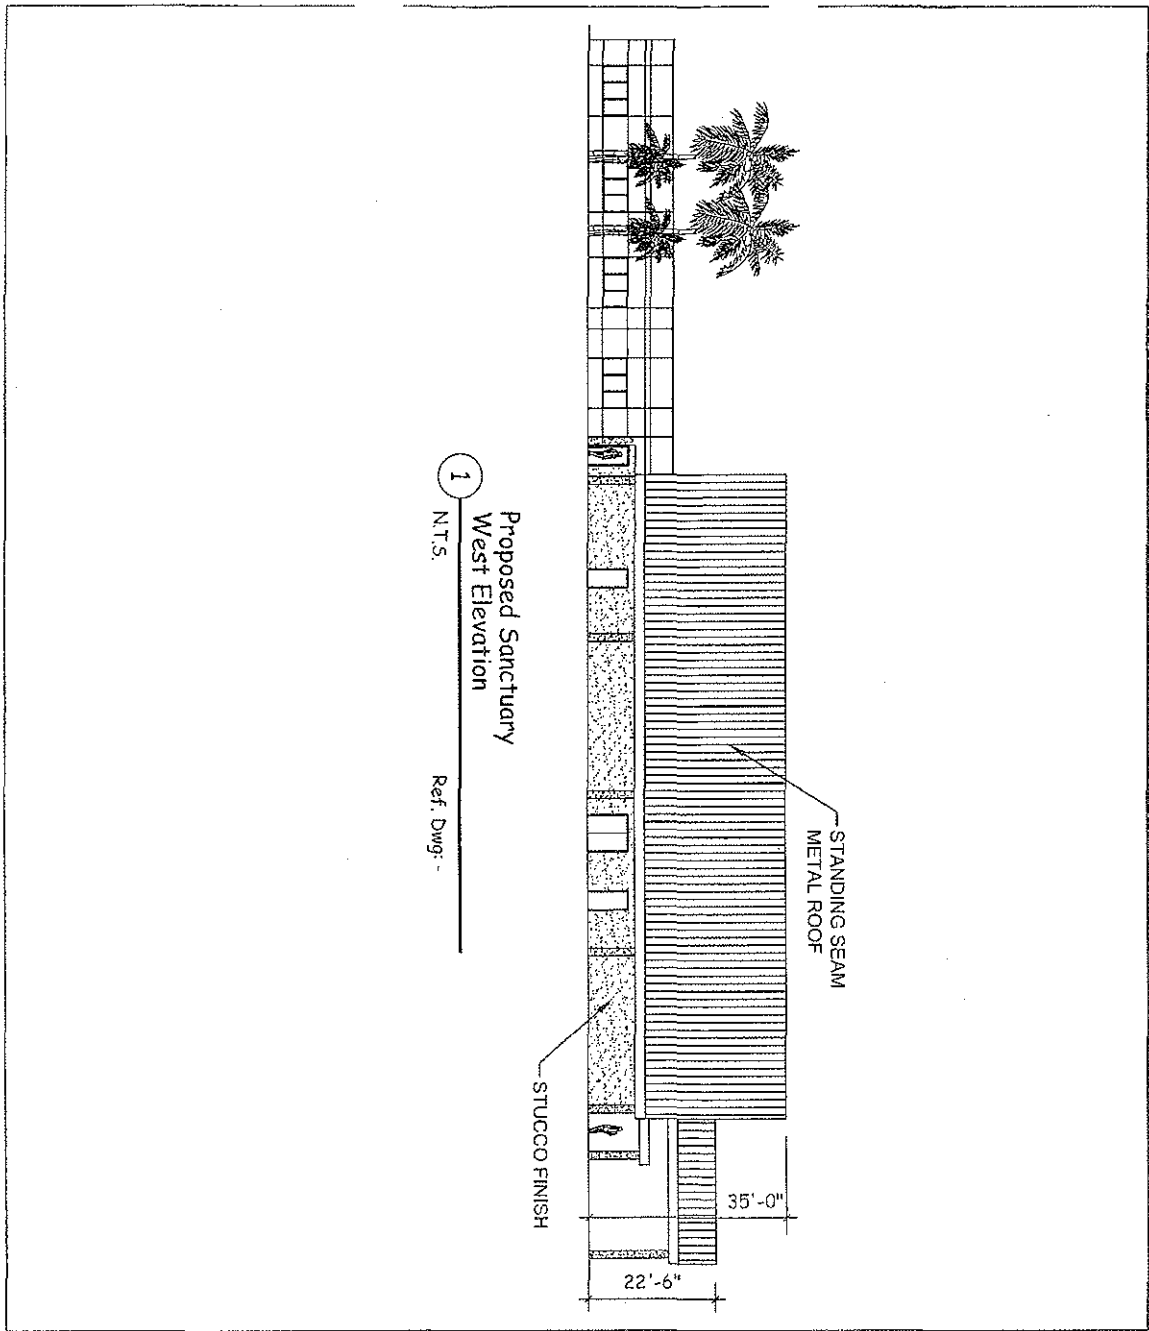 STANDING SEAM
METAL ROOF
35'-0"
22'-6"
STUCCO FINISH
Proposed Sanctuary
West Elevation
1
N.T.S.
Ref. Dwg: -